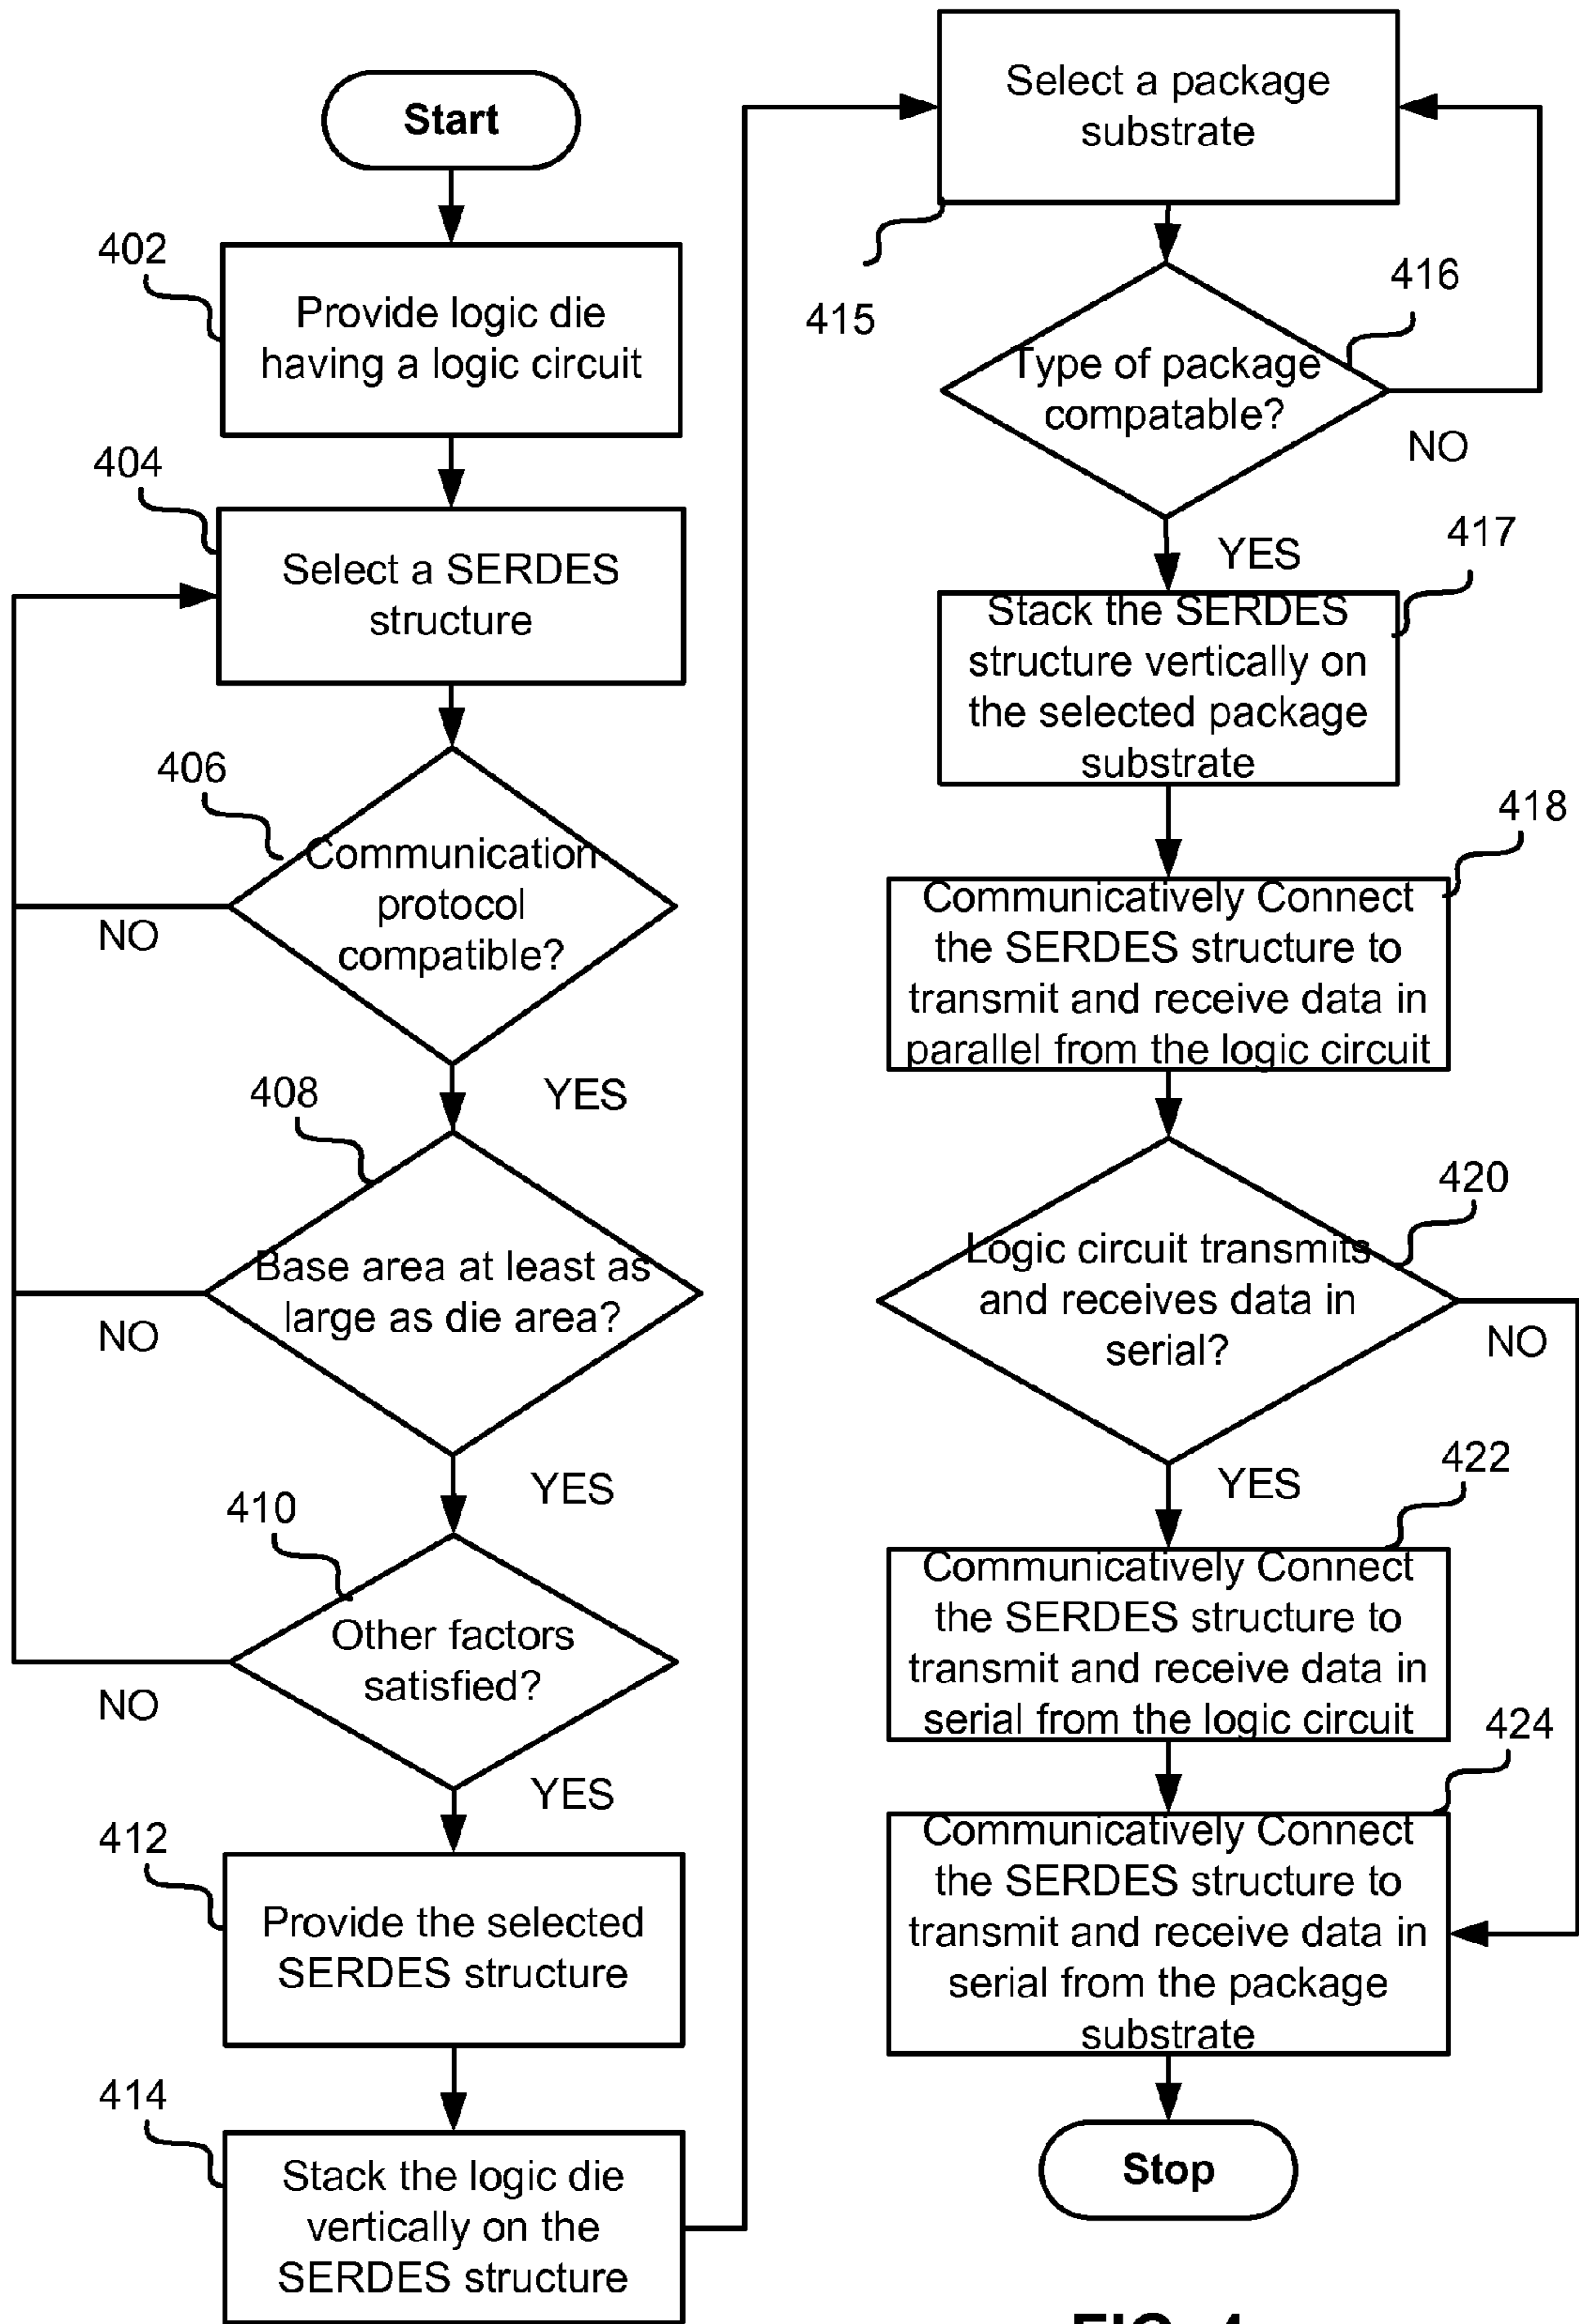 Start
402
Provide logic die
having a logic circuit
404
Select a SERDES
structure
406
Communication
protocol
compatible?
NO
YES
408
Base area at least as
large as die area?
NO
YES
410
Other factors
satisfied?
NO
YES
412
Provide the selected
SERDES structure
414
Stack the logic die
vertically on the
SERDES structure
Select a package
substrate
415
416
Type of package
compatable?
NO
YES
417
Stack the SERDES
structure vertically on
the selected package
substrate
418
Communicatively Connect
the SERDES structure to
transmit and receive data in
parallel from the logic circuit
420
Logic circuit transmits
and receives data in
serial?
NO
YES
422
Communicatively Connect
the SERDES structure to
transmit and receive data in
serial from the logic circuit
424
Communicatively Connect
the SERDES structure to
transmit and receive data in
serial from the package
substrate
Stop
FIG. 4